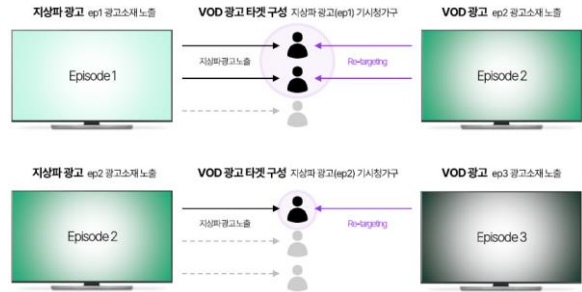 지상파 광고 ep1 광고소재 노출
VOD 광고 타겟 구성 지상파 광고(ep1) 기시청가구
VOD 광고 ep2 광고소재 노출
Episode 1
지상파 광고노출
Re-targeting
Episode 2
지상파 광고 ep2 광고소재 노출
VOD 광고 타겟 구성 지상파 광고(ep2) 기시청가구
VOD 광고 ep3 광고소재 노출
Episode 2
지상파 광고노출
Re-targeting
Episode 3